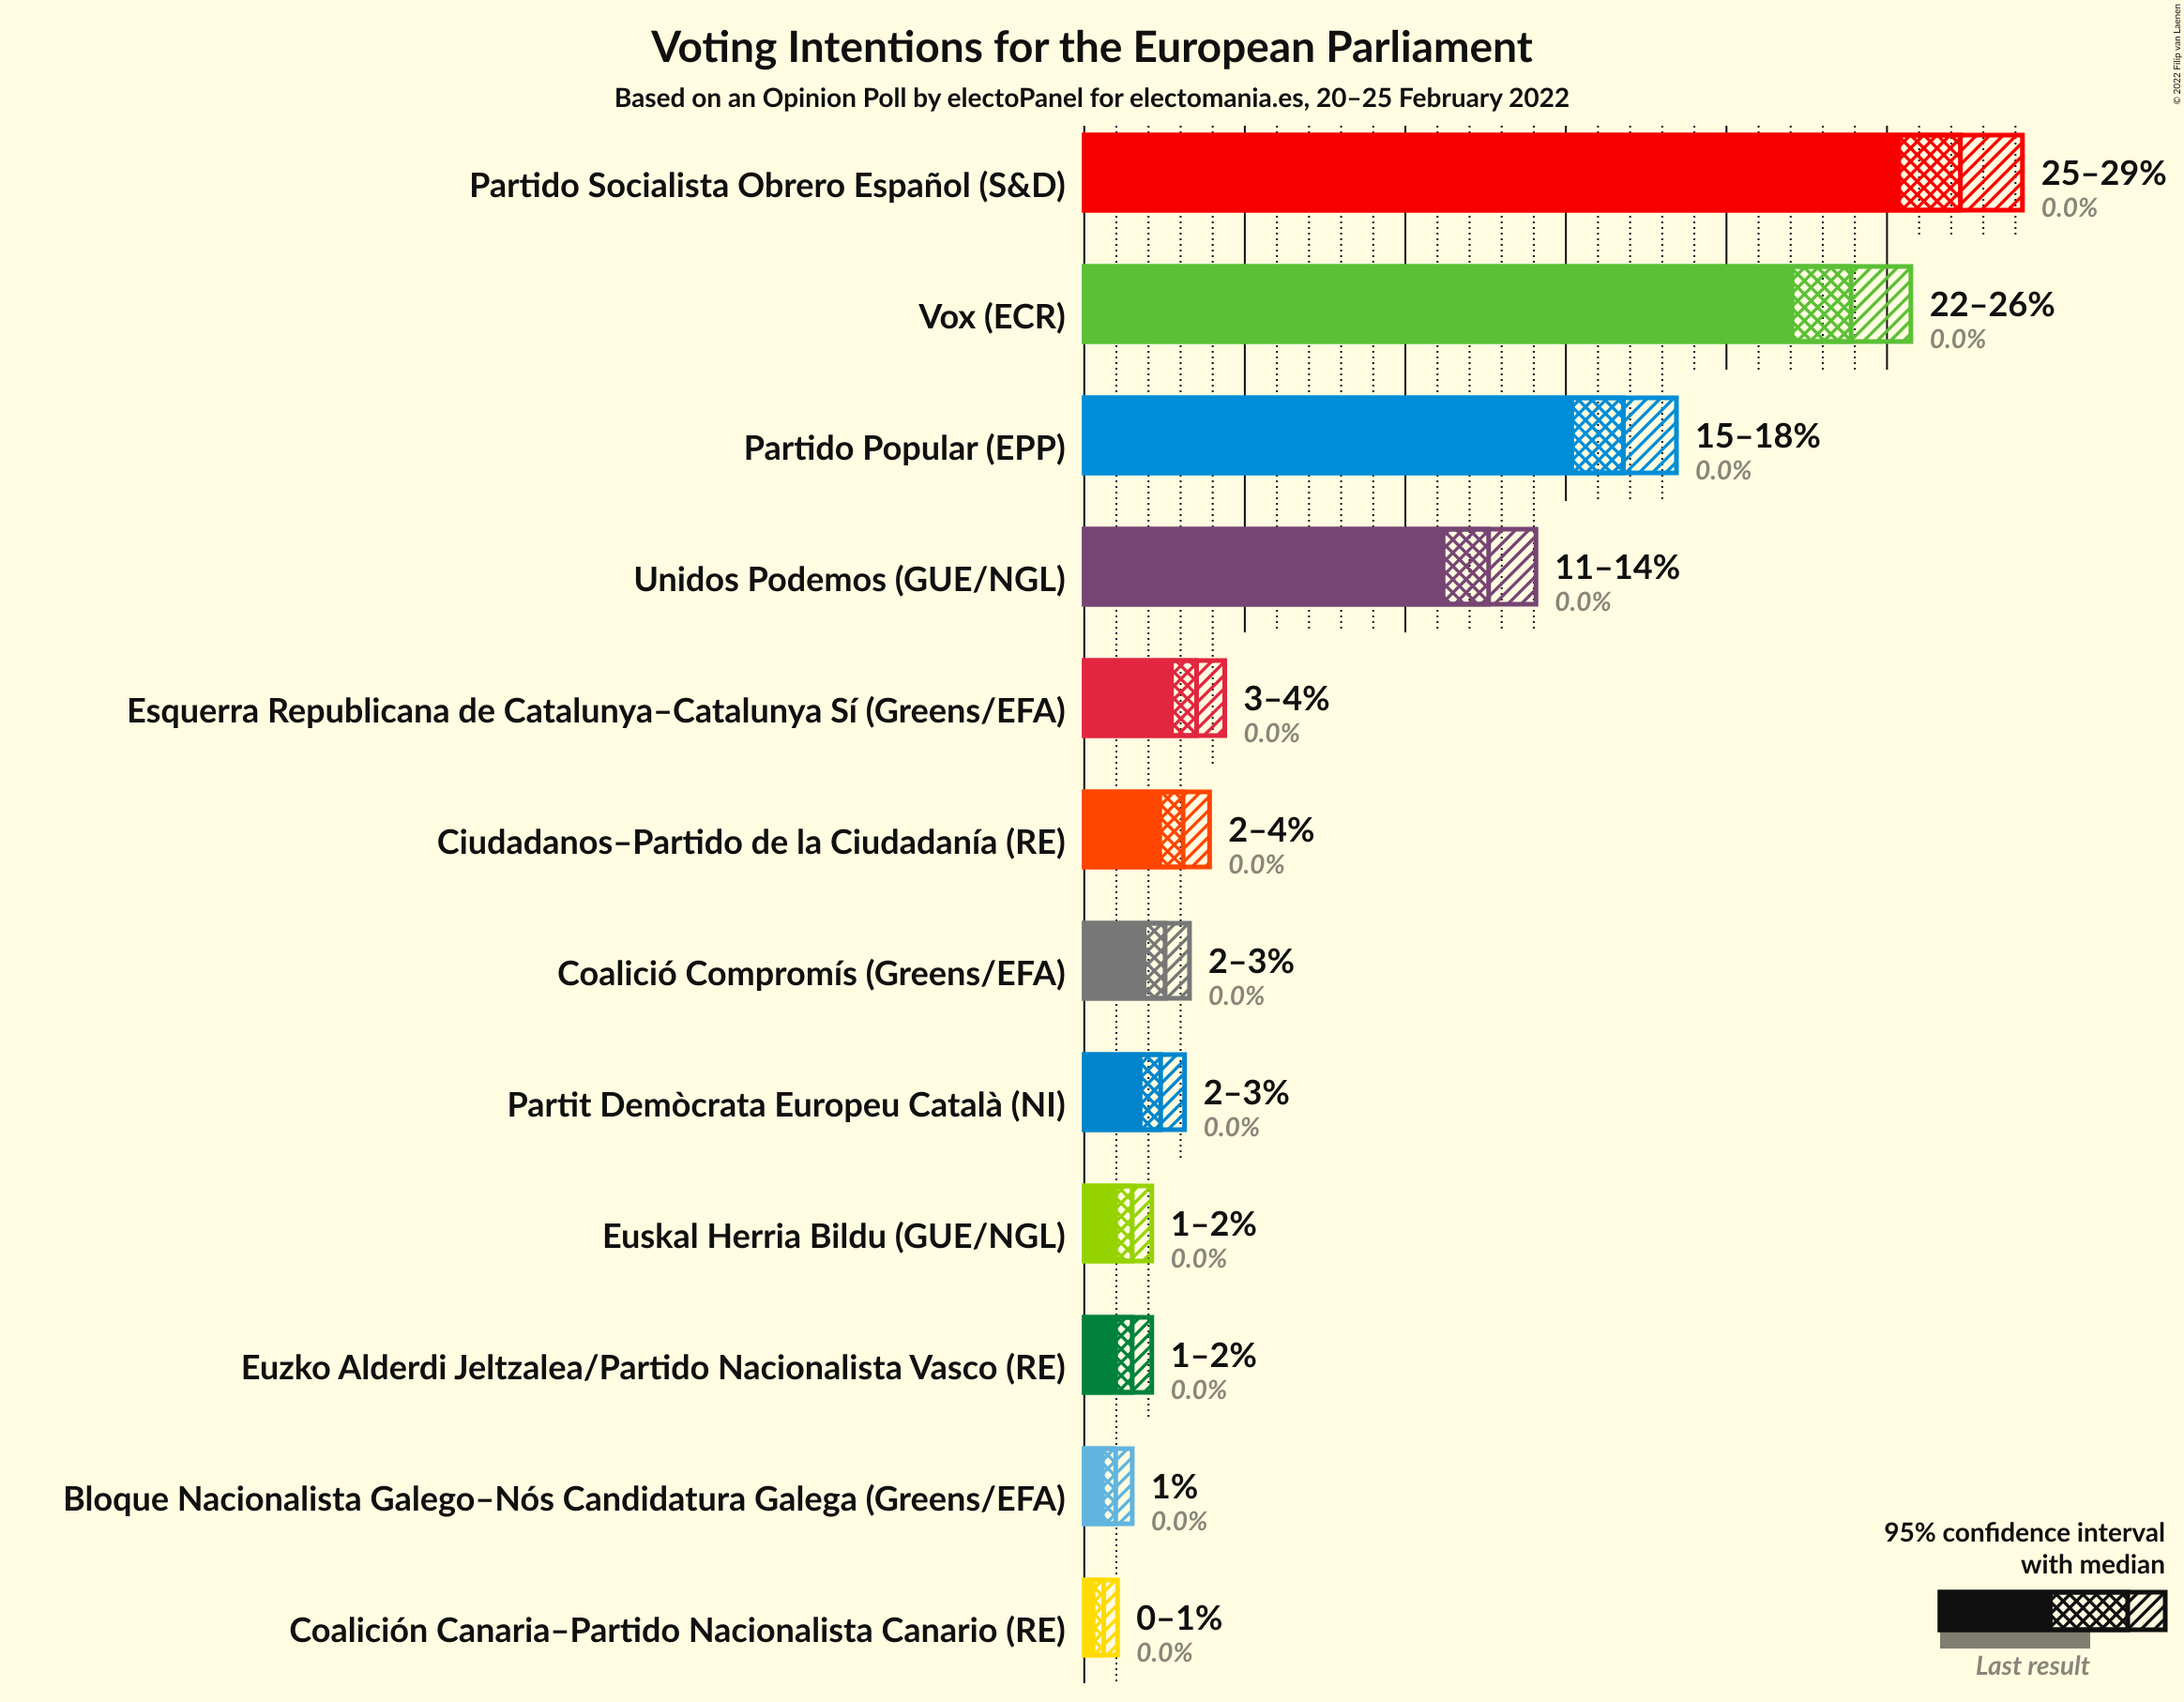 © 2022 Filip van Laenen
Voting Intentions for the European Parliament
Based on an Opinion Poll by electoPanel for electomania.es, 20–25 February 2022
Partido Socialista Obrero Español (S&D)
25–29%
0.0%
Vox (ECR)
22–26%
0.0%
Partido Popular (EPP)
15–18%
0.0%
Unidos Podemos (GUE/NGL)
11–14%
0.0%
Esquerra Republicana de Catalunya–Catalunya Sí (Greens/EFA)
3–4%
0.0%
Ciudadanos–Partido de la Ciudadanía (RE)
2–4%
0.0%
Coalició Compromís (Greens/EFA)
2–3%
0.0%
Partit Demòcrata Europeu Català (NI)
2–3%
0.0%
Euskal Herria Bildu (GUE/NGL)
1–2%
0.0%
Euzko Alderdi Jeltzalea/Partido Nacionalista Vasco (RE)
1–2%
0.0%
Bloque Nacionalista Galego–Nós Candidatura Galega (Greens/EFA)
1%
0.0%
Coalición Canaria–Partido Nacionalista Canario (RE)
0–1%
0.0%
95% confidence interval
with median
Last result